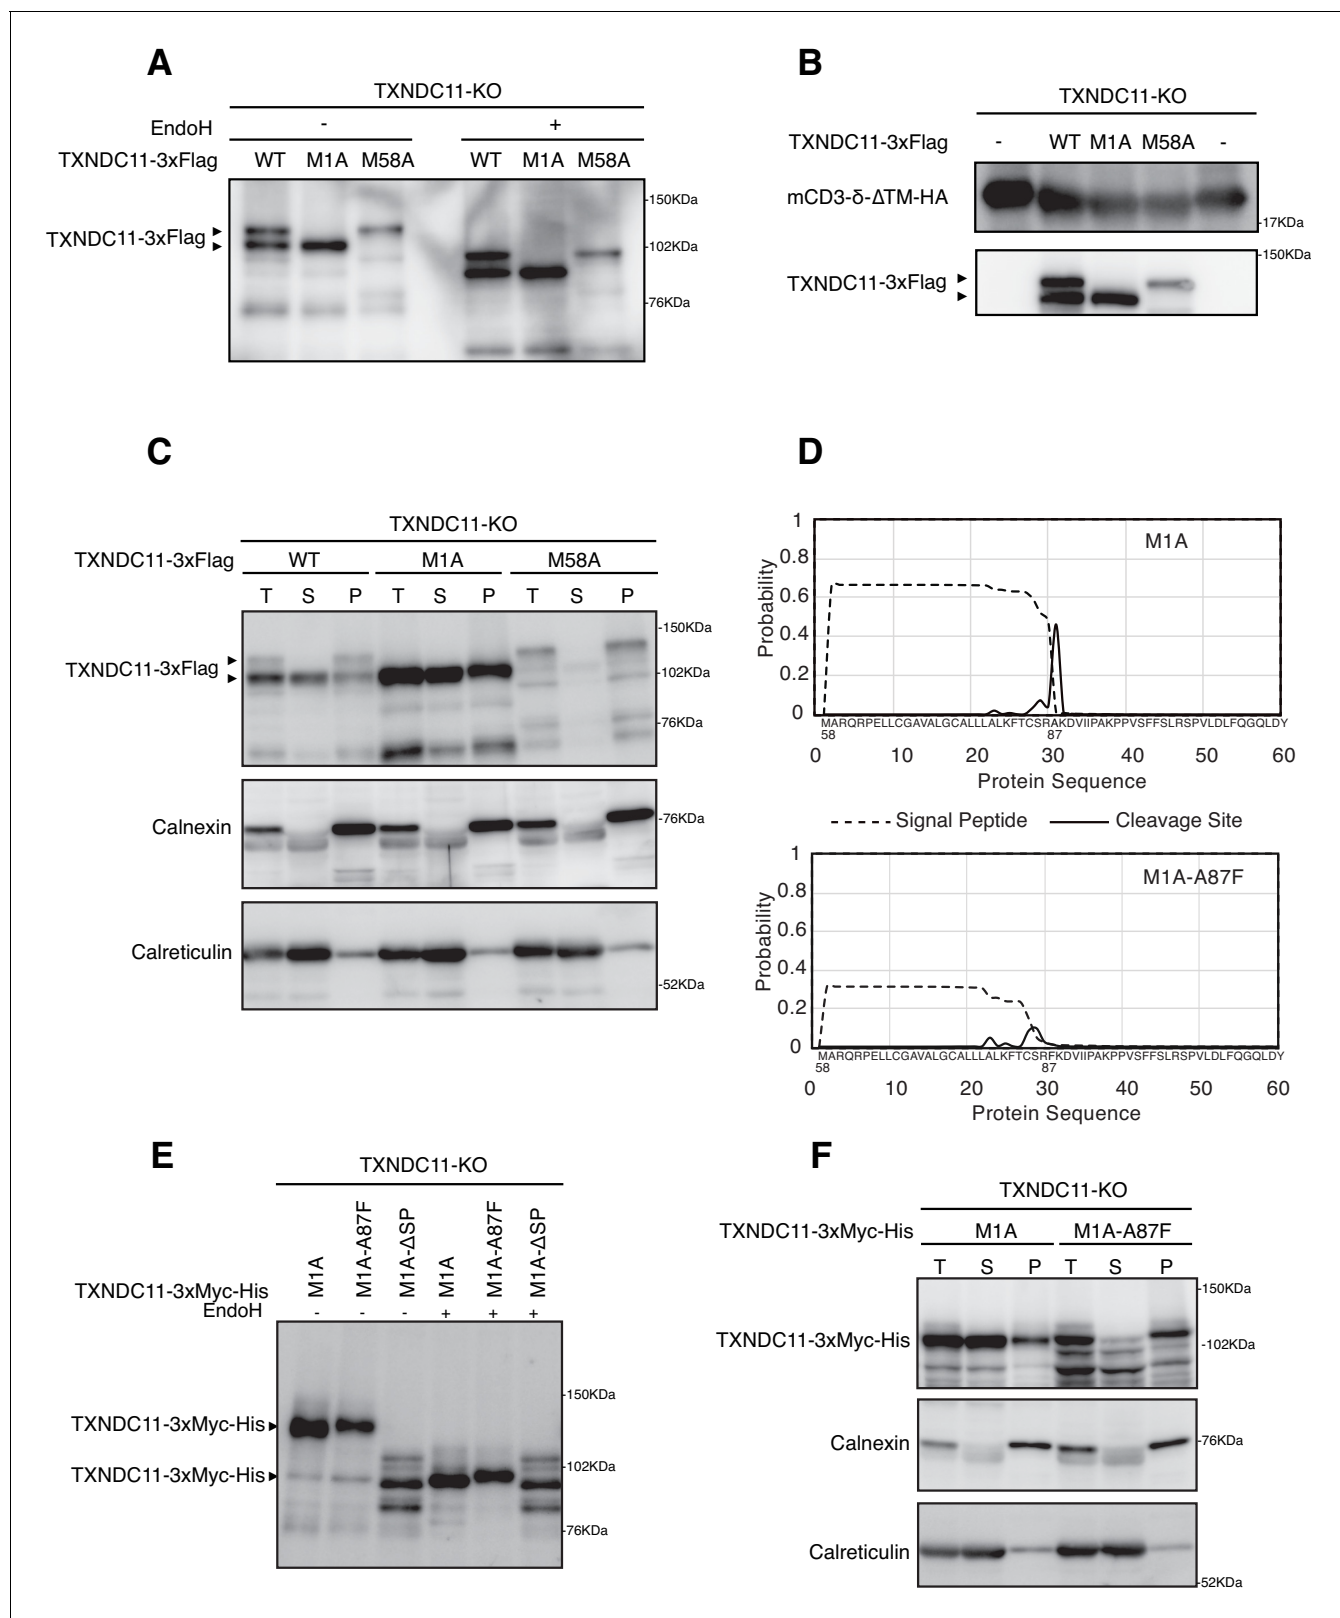 A
TXNDC11-KO
EndoH - +
TXNDC11-3xFlag WT M1A M58A WT M1A M58A
-150KDa
TXNDC11-3xFlag
-102KDa
-76KDa
B
TXNDC11-KO
TXNDC11-3xFlag - WT M1A M58A -
mCD3-δ-ΔTM-HA
-17KDa
-150KDa
TXNDC11-3xFlag
C
TXNDC11-KO
TXNDC11-3xFlag WT M1A M58A
T S P T S P T S P
-150KDa
TXNDC11-3xFlag
-102KDa
-76KDa
Calnexin
-76KDa
Calreticulin
-52KDa
D
1
M1A
0.8
0.6
0.4
0.2
0
Probability
MARQRPELLCGAVALGCALLLALKFTCSRAKDVIIPAKPPVSFFSLRSPVLDLFQGQLDY
58 87
0 10 20 30 40 50 60
Protein Sequence
Signal Peptide Cleavage Site
1
M1A-A87F
0.8
0.6
0.4
0.2
0
Probability
MARQRPELLCGAVALGCALLLALKFTCSRFKDVIIPAKPPVSFFSLRSPVLDLFQGQLDY
58 87
0 10 20 30 40 50 60
Protein Sequence
E
TXNDC11-KO
M1A M1A-A87F M1A-ΔSP M1A M1A-A87F M1A-ΔSP
TXNDC11-3xMyc-His
EndoH - - - + + +
-150KDa
TXNDC11-3xMyc-His
-102KDa
TXNDC11-3xMyc-His
-76KDa
F
TXNDC11-KO
TXNDC11-3xMyc-His M1A M1A-A87F
T S P T S P
-150KDa
TXNDC11-3xMyc-His
-102KDa
Calnexin
-76KDa
Calreticulin
-52KDa